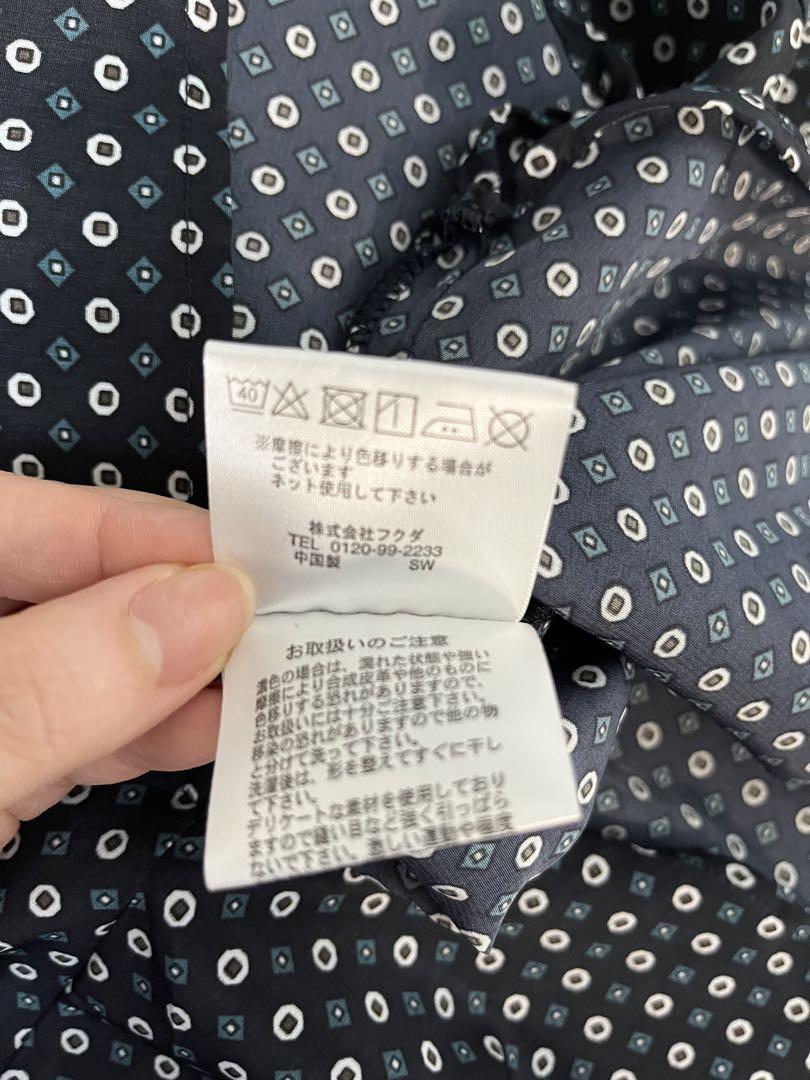 40
※摩擦により色移りする場合が
ございます
ネット使用して下さい
株式会社フクダ
TEL 0120-99-2233
中国製 SW
お取扱いのご注意
濃色の場合は、濡れた状態や強い
摩擦により合成皮革や他のものに
色移りする恐れがありますので、
お取扱いには十分ご注意下さい。
移染の恐れがありますので他の物
と分けて洗って下さい。
洗濯後は、形を整えてすぐに干し
て下さい。
デリケートな素材を使用しており
ますので縫い目など強く引っぱら
ないで下さい。激しい運動や